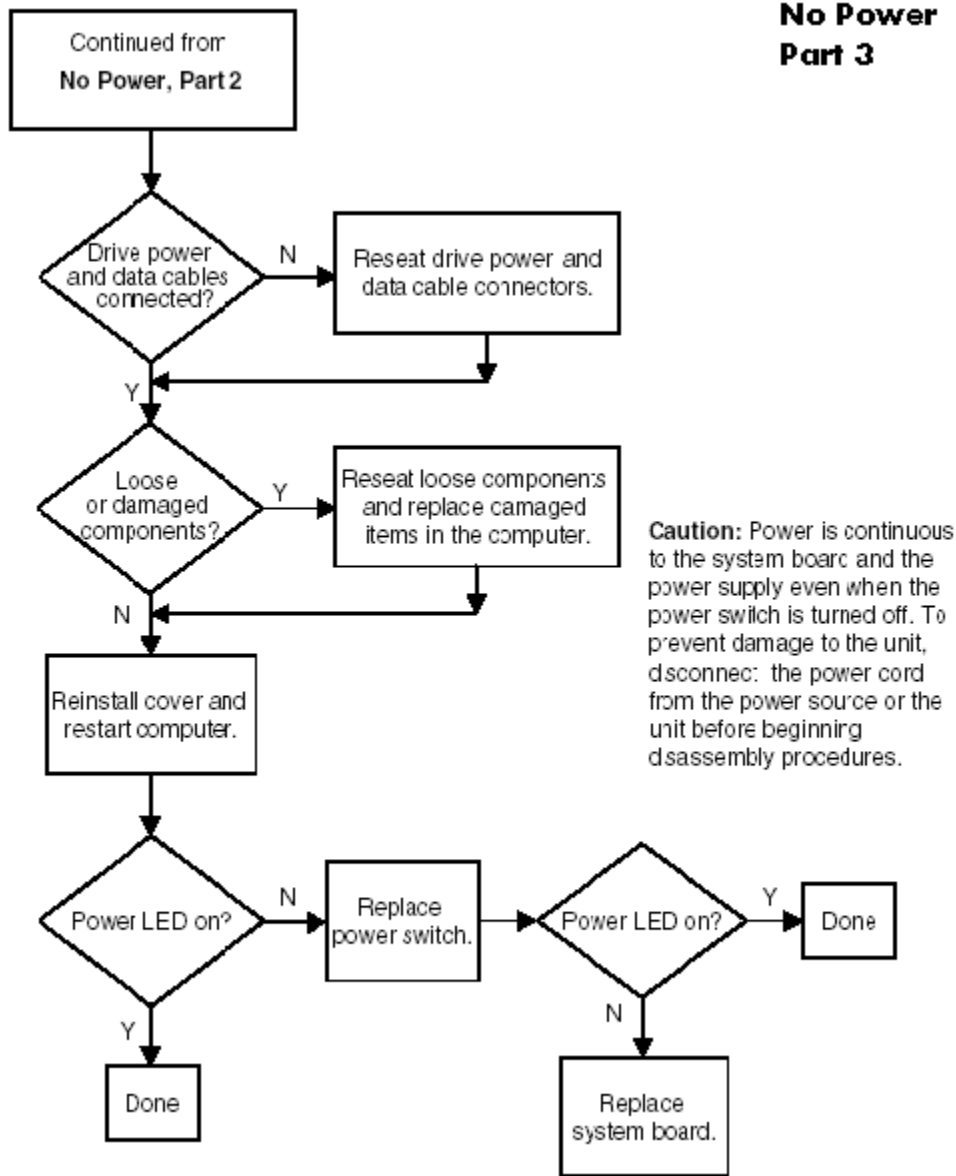 No Power
Part 3
Continued from
No Power, Part 2
Drive power
and data cables
connected?
N
Reseat drive power and
data cable connectors.
Y
Loose
or damaged
components?
Y
Reseat loose components
and replace camaged
items in the computer.
N
Caution: Power is continuous
to the system board and the
power supply even when the
power switch is turned off. To
prevent damage to the unit,
disconnect the power cord
from the power source or the
unit before beginning
disassembly procedures.
Reinstall cover and
restart computer.
Power LED on?
N
Replace
power switch.
Power LED on?
Y
Done
Y
Done
N
Replace
system board.